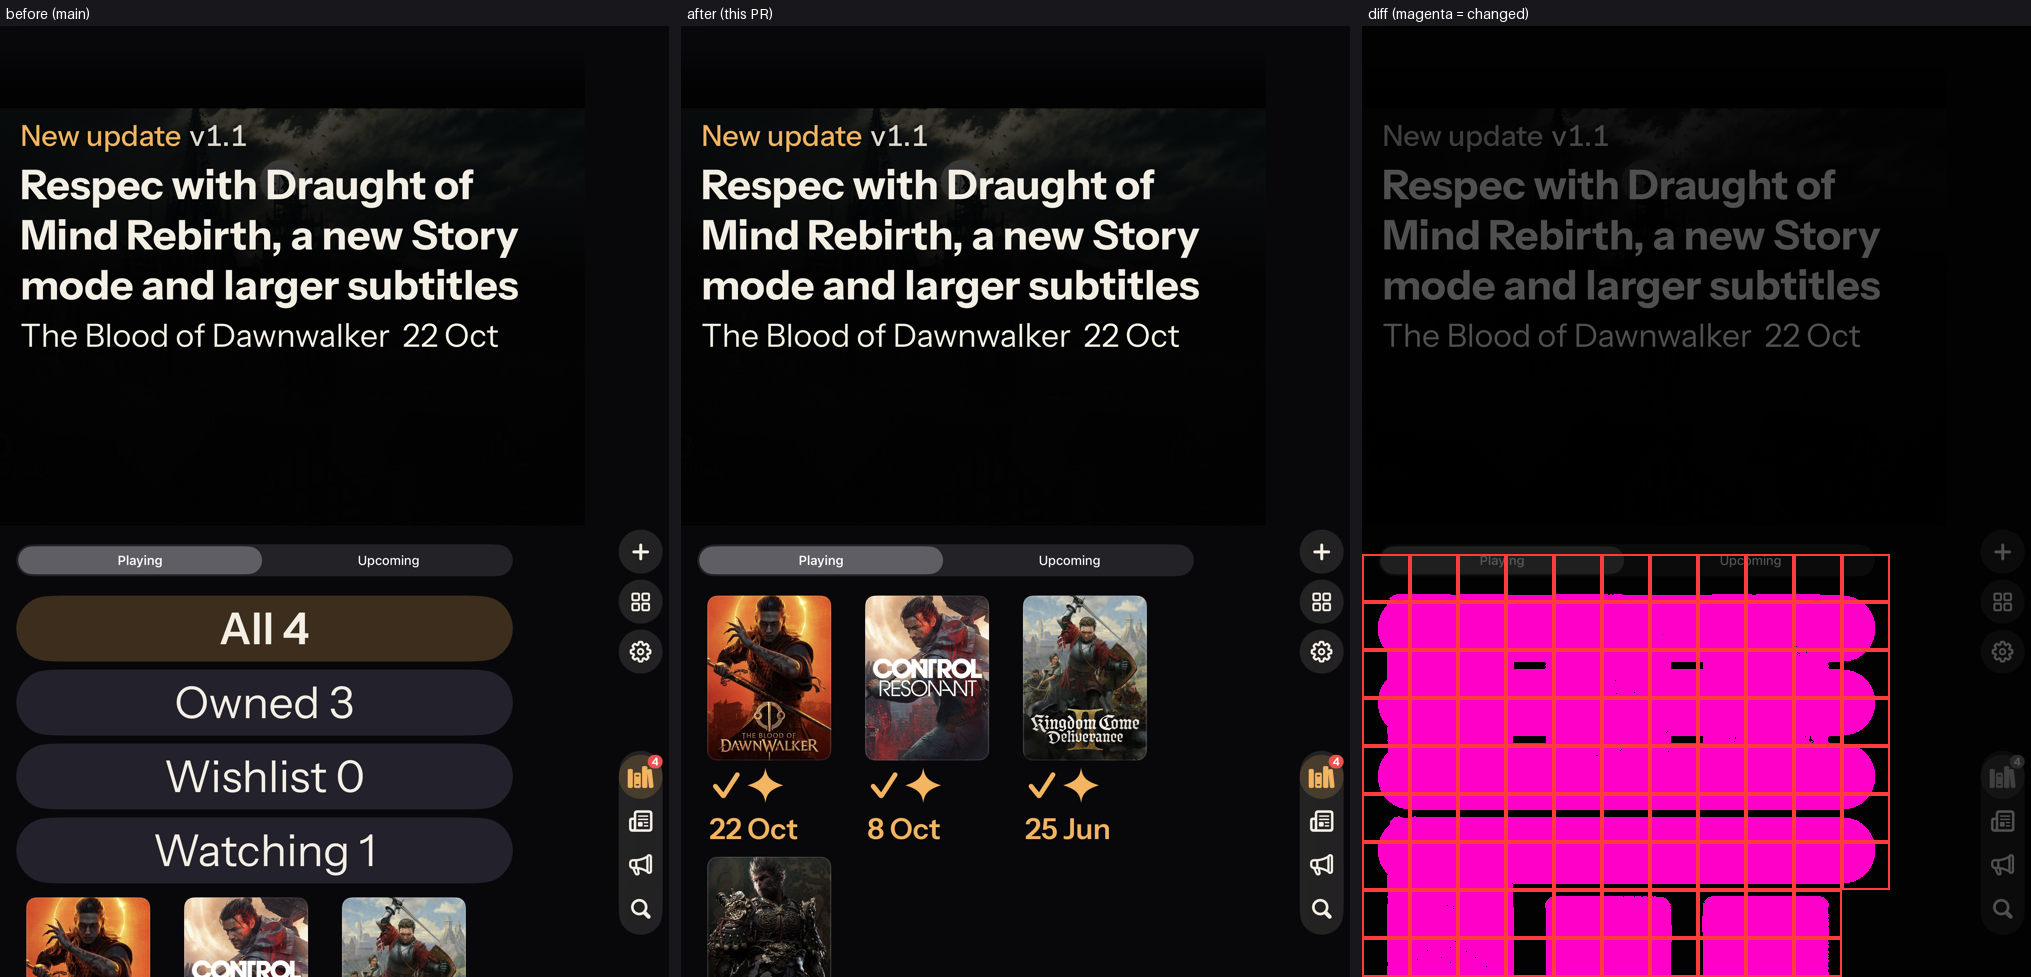 before (main)
New update v1.1
Respec with Draught of
Mind Rebirth, a new Story
mode and larger subtitles
The Blood of Dawnwalker 22 Oct
Playing
Upcoming
All 4
Owned 3
Wishlist 0
Watching 1
CONTROL
4
after (this PR)
New update v1.1
Respec with Draught of
Mind Rebirth, a new Story
mode and larger subtitles
The Blood of Dawnwalker 22 Oct
Playing
Upcoming
THE BLOOD OF
DAWNWALKER
CONTROL
RESONANT
Kingdom Come
Deliverance
II
22 Oct
8 Oct
25 Jun
4
diff (magenta = changed)
New update v1.1
Respec with Draught of
Mind Rebirth, a new Story
mode and larger subtitles
The Blood of Dawnwalker 22 Oct
Playing
Upcoming
4